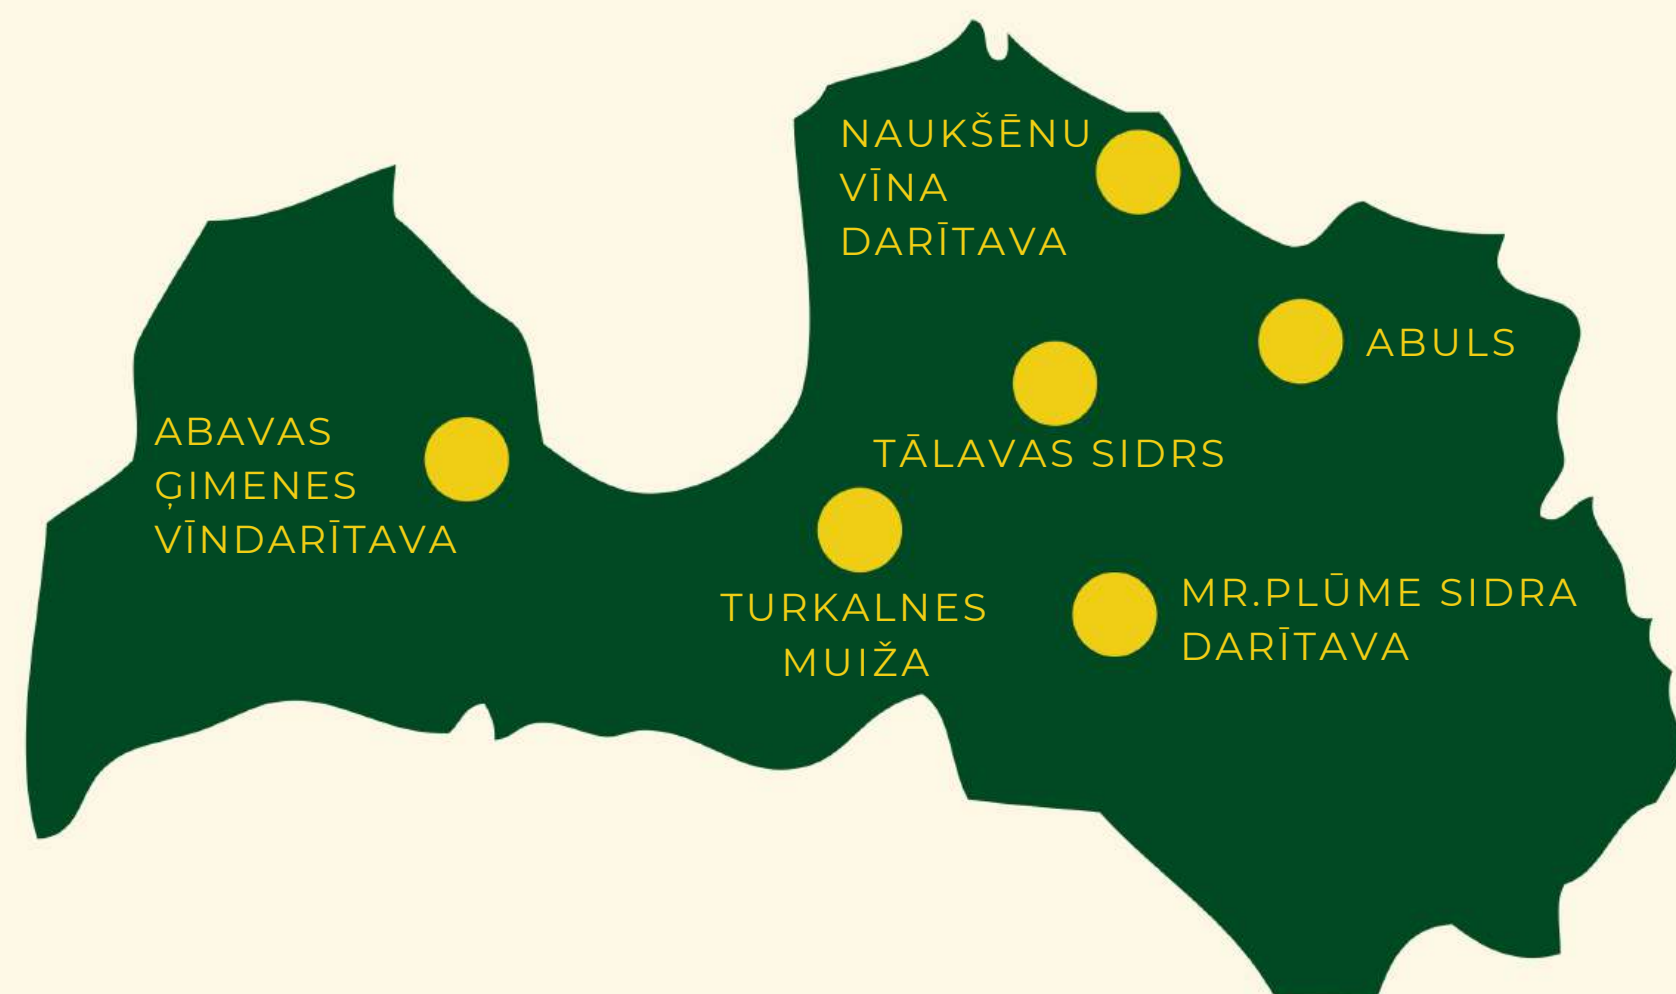 NAUKŠĒNU
VĪNA
DARĪTAVA
ABULS
ABAVAS
ĢIMENES
VĪNDARĪTAVA
TĀLAVAS SIDRS
TURKALNES
MUIŽA
MR.PLŪME SIDRA
DARĪTAVA